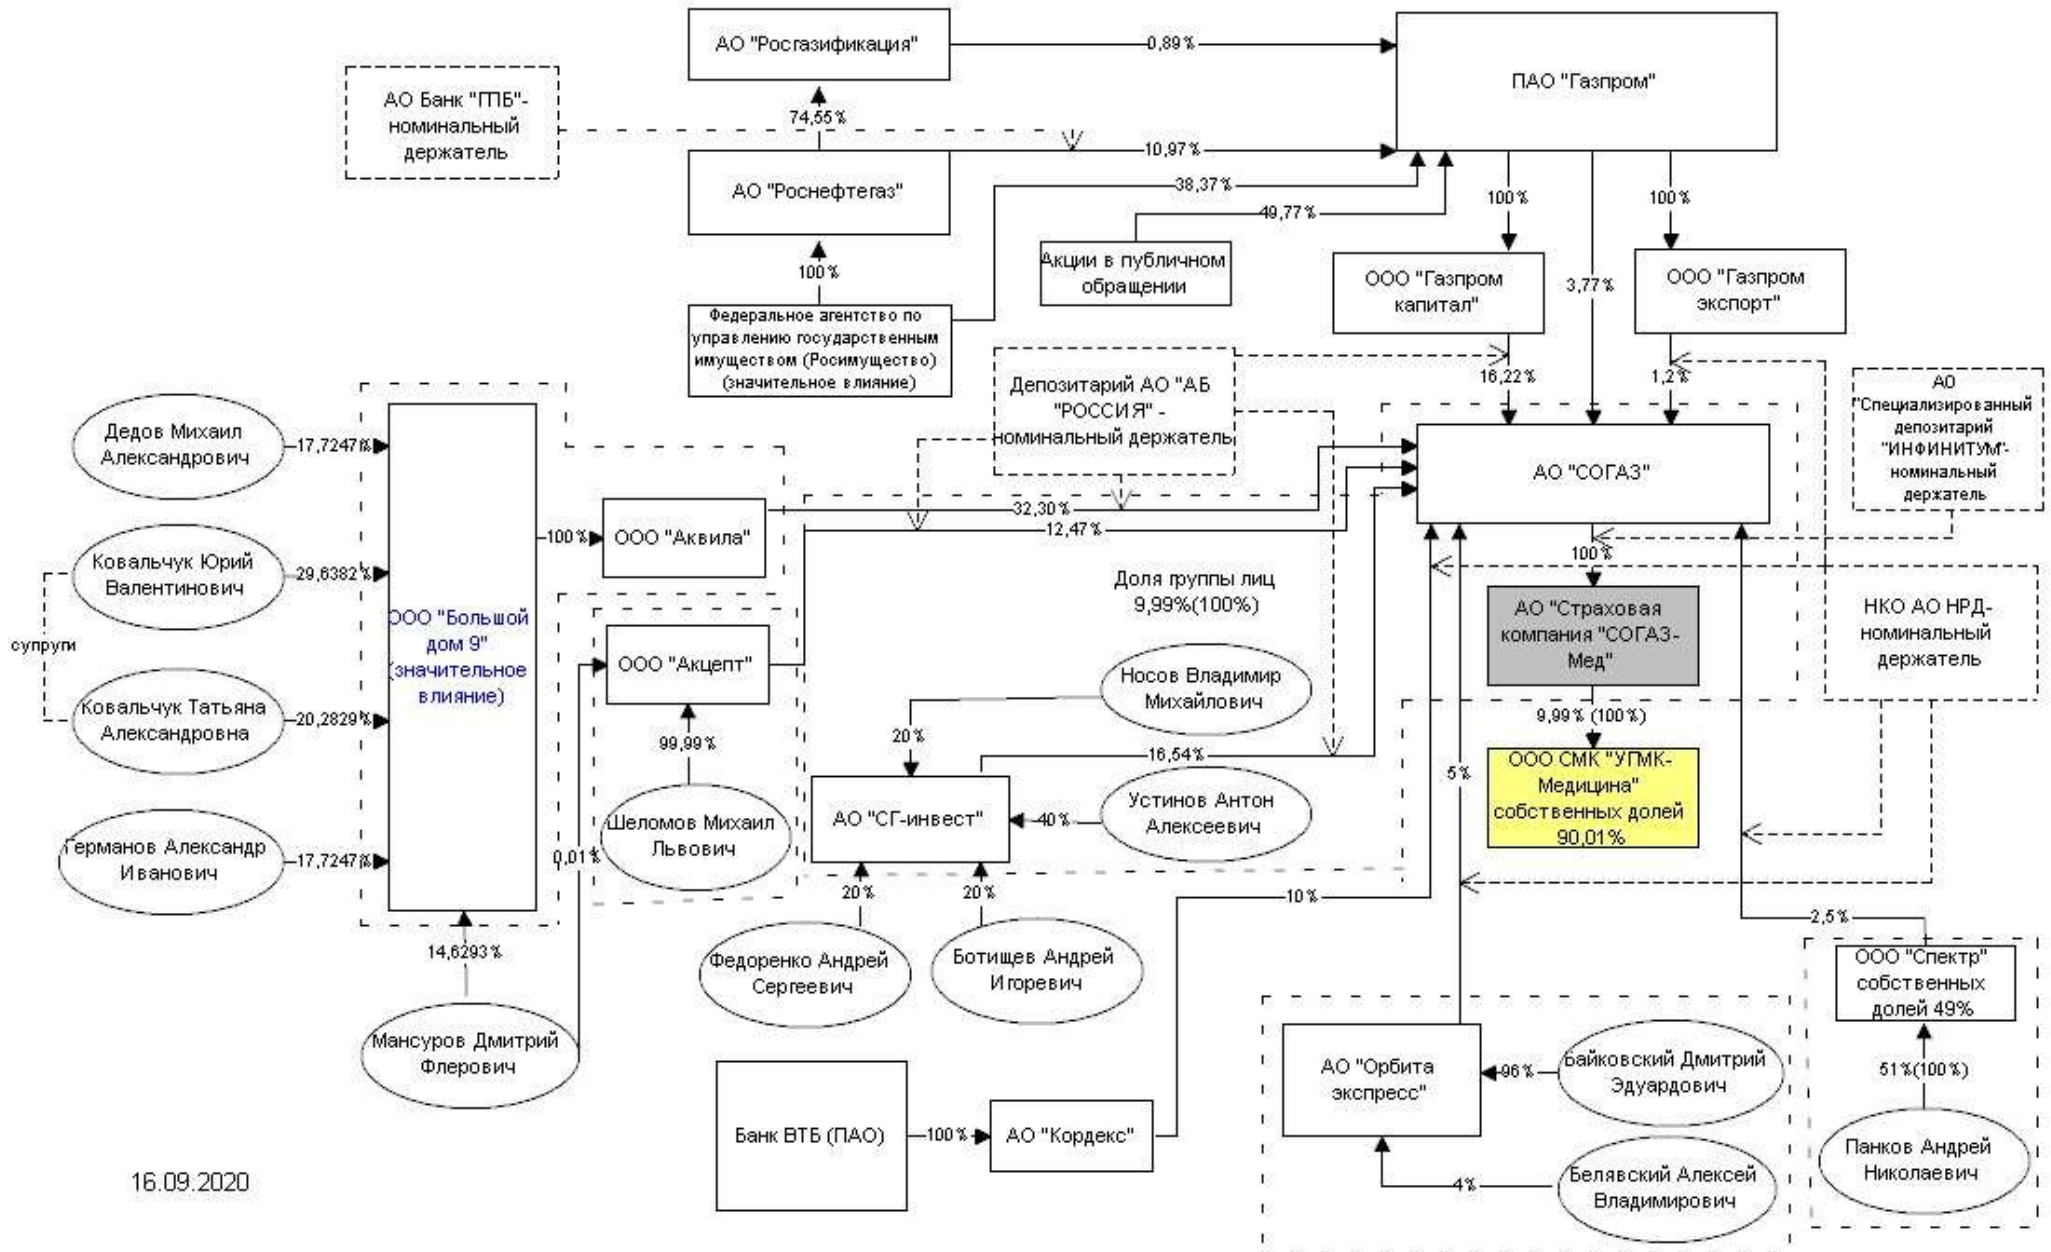 АО "Росгазификация"
0,89%
ПАО "Газпром"
АО Банк "ГПБ"-
номинальный
держатель
74,55%
АО "Роснефтегаз"
10,97%
38,37%
49,77%
100%
100%
100%
Акции в публичном
обращении
ООО "Газпром
капитал"
3,77%
ООО "Газпром
экспорт"
Федеральное агентство по
управлению государственным
имуществом (Росимущество)
(значительное влияние)
Депозитарий АО "АБ
"РОССИЯ" -
номинальный держатель
16,22%
1,2%
АО
"Специализированный
депозитарий
"ИНФИНИТУМ"-
номинальный
держатель
Дедов Михаил
Александрович
17,7247%
АО "СОГАЗ"
32,30%
12,47%
100%
ООО "Аквила"
100%
Ковальчук Юрий
Валентинович
29,6382%
супруги
ООО "Большой
дом 9"
(значительное
влияние)
Доля группы лиц
9,99%(100%)
АО "Страховая
компания "СОГАЗ-
Мед"
НКО АО НРД-
номинальный
держатель
ООО "Акцепт"
Ковальчук Татьяна
Александровна
20,2829%
99,99%
Носов Владимир
Михайлович
20%
16,54%
9,99% (100%)
5%
ООО СМК "УГМК-
Медицина"
собственных долей
90,01%
Шеломов Михаил
Львович
0,01%
АО "СГ-инвест"
40%
Устинов Антон
Алексеевич
Германов Александр
Иванович
17,7247%
20%
20%
10%
2,5%
14,6293%
Федоренко Андрей
Сергеевич
Ботищев Андрей
Игоревич
ООО "Спектр"
собственных
долей 49%
Мансуров Дмитрий
Флерович
АО "Орбита
экспресс"
96%
Байковский Дмитрий
Эдуардович
51%(100%)
Банк ВТБ (ПАО)
100%
АО "Кордекс"
Панков Андрей
Николаевич
4%
Белявский Алексей
Владимирович
16.09.2020